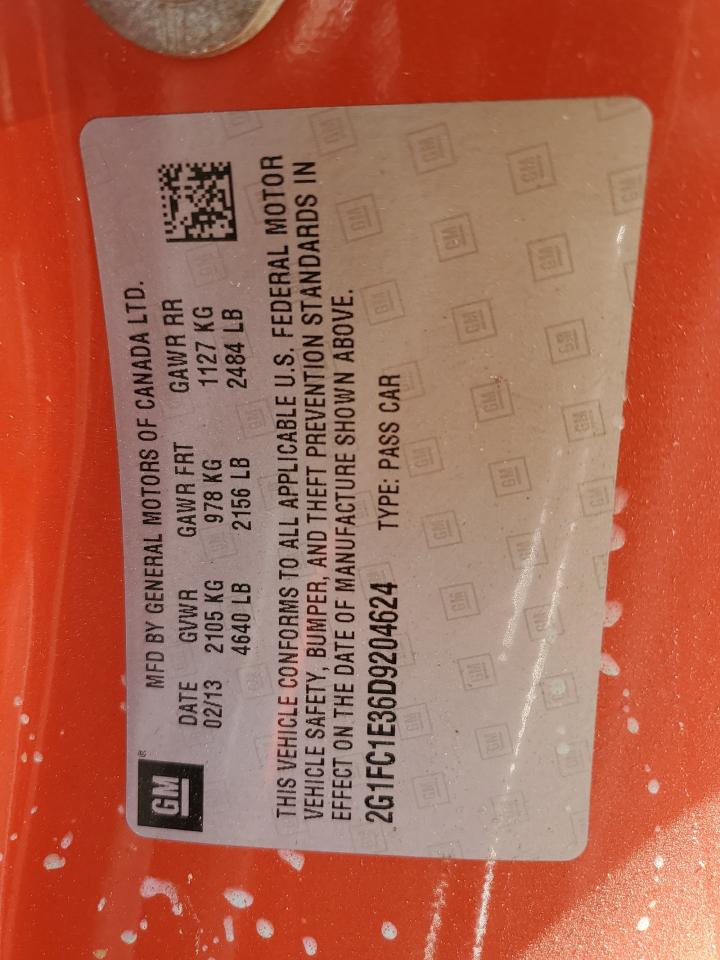 GM®
MFD BY GENERAL MOTORS OF CANADA LTD.
DATE GVWR GAWR FRT GAWR RR
02/13 2105 KG 978 KG 1127 KG
4640 LB 2156 LB 2484 LB
THIS VEHICLE CONFORMS TO ALL APPLICABLE U.S. FEDERAL MOTOR
VEHICLE SAFETY, BUMPER, AND THEFT PREVENTION STANDARDS IN
EFFECT ON THE DATE OF MANUFACTURE SHOWN ABOVE.
2G1FC1E36D9204624 TYPE: PASS CAR